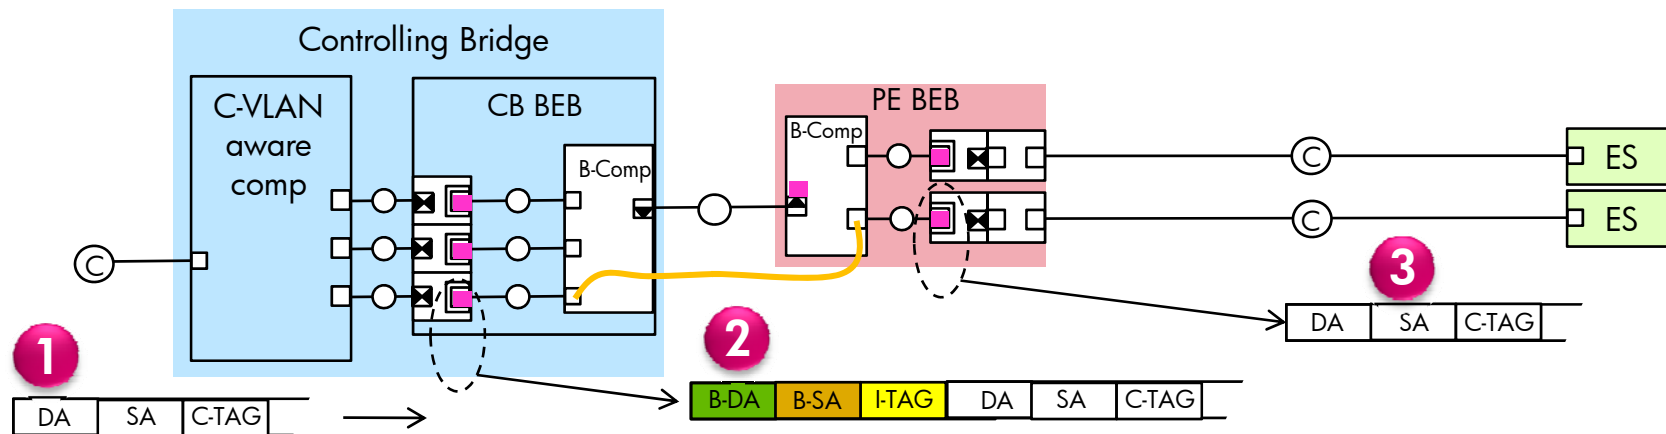 Controlling Bridge
C-VLAN
aware
comp
CB BEB
B-Comp
PE BEB
B-Comp
C
C
C
ES
ES
1
DA SA C-TAG
2
B-DA B-SA I-TAG DA SA C-TAG
3
DA SA C-TAG